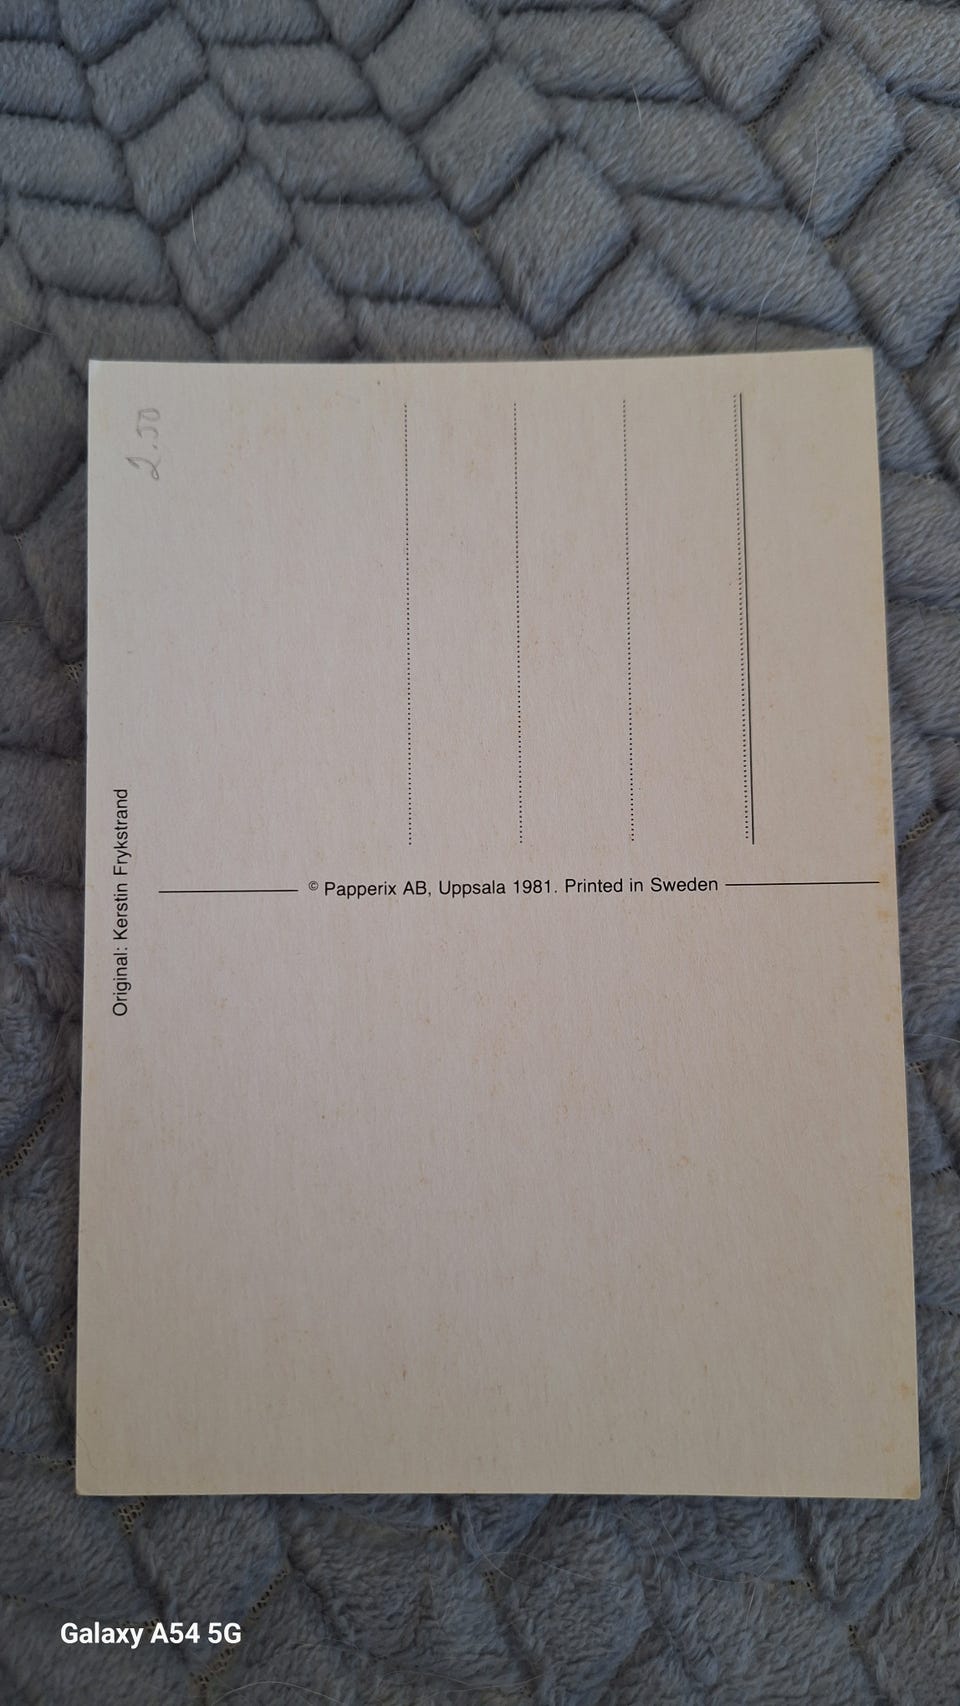 2.50
Original: Kerstin Frykstrand
© Papperix AB, Uppsala 1981. Printed in Sweden
Galaxy A54 5G